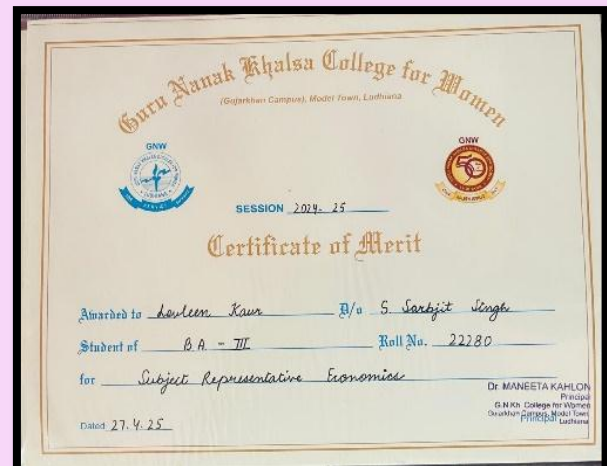 Guru Nanak Khalsa College for Women
(Gujarkhan Campus), Model Town, Ludhiana
GNW
GNW
SESSION 2024-25
Certificate of Merit
Awarded to Lovleen Kaur D/o S. Sarbjit Singh
Student of BA - III Roll No. 22280
for Subject Representative Economics
Dr. MANEETA KAHLON
Principal
G.N.Kh. College for Women
Gujarkhan Campus, Model Town
Ludhiana
Principal
Dated 27.4.25